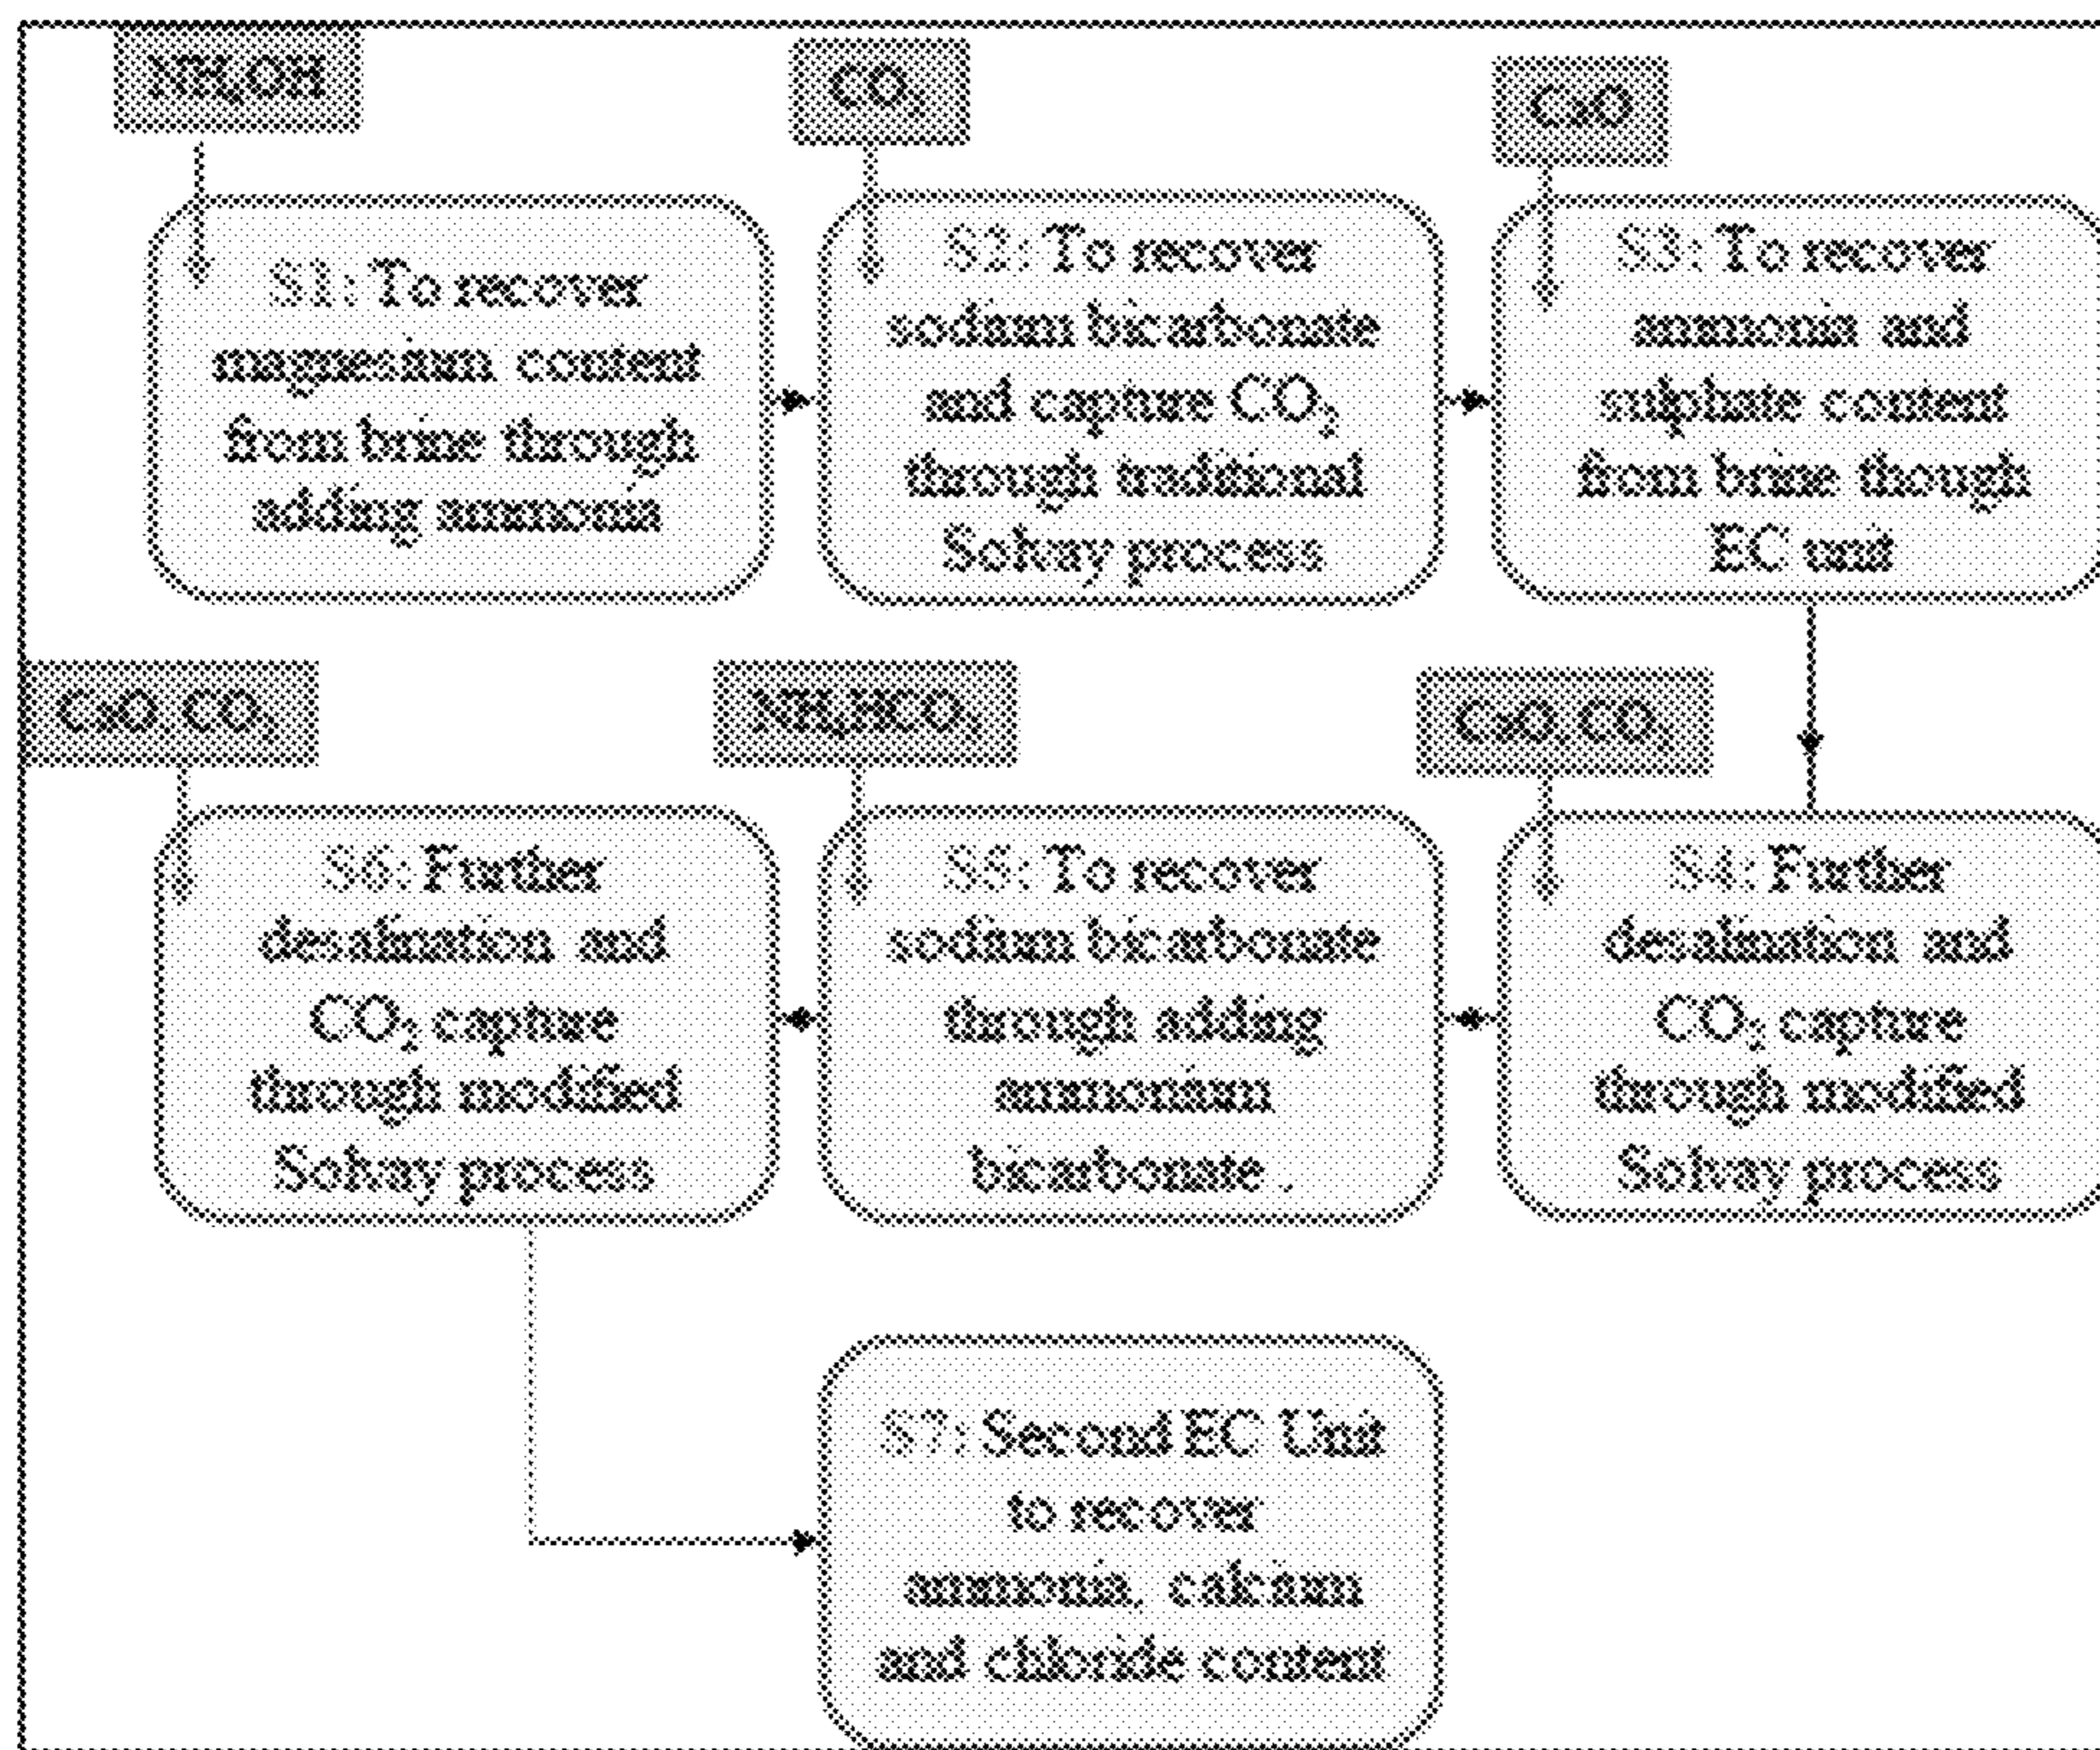 NH₄OH
CO₂
CaO
S1: To recover
magnesium content
from brine through
adding ammonia
S2: To recover
sodium bicarbonate
and capture CO₂
through traditional
Solvay process
S3: To recover
ammonia and
sulphate content
from brine though
EC unit
CaO, CO₂
NH₄HCO₃
CaO, CO₂
S6: Further
desalination and
CO₂ capture
through modified
Solvay process
S5: To recover
sodium bicarbonate
through adding
ammonium
bicarbonate .
S4: Further
desalination and
CO₂ capture
through modified
Solvay process
S7: Second EC Unit
to recover
ammonia, calcium
and chloride content